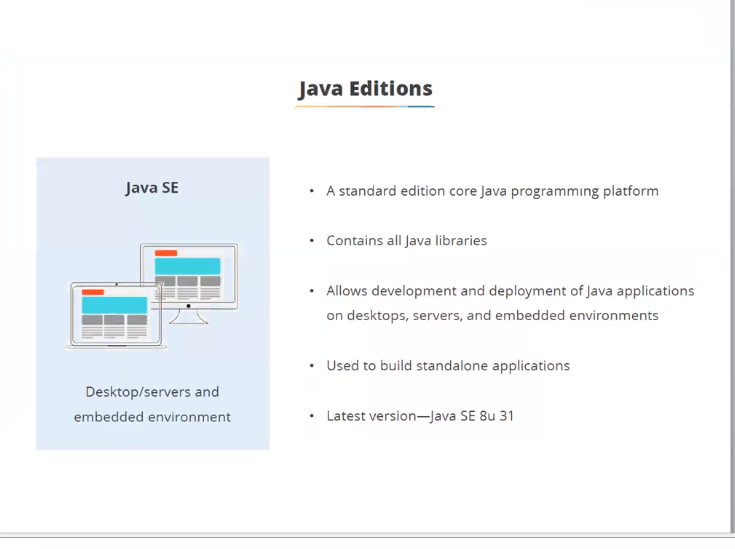 Java Editions
Java SE
Desktop/servers and
embedded environment
• A standard edition core Java programming platform
• Contains all Java libraries
• Allows development and deployment of Java applications
on desktops, servers, and embedded environments
• Used to build standalone applications
• Latest version—Java SE 8u 31